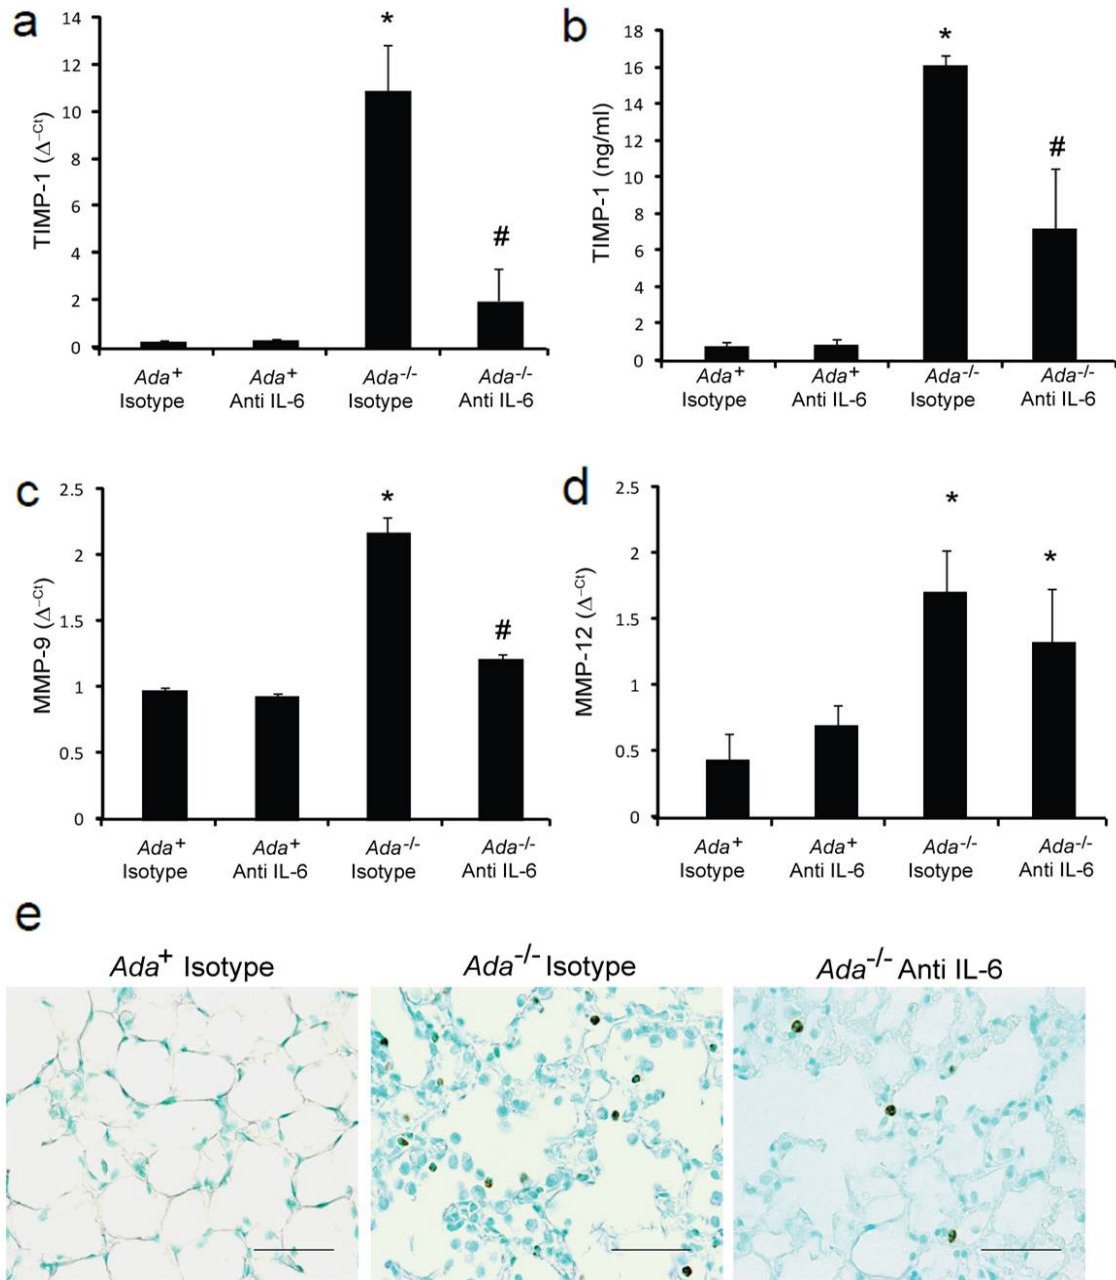 a
14
12
10
8
6
4
2
0
TIMP-1 (Δ⁻ᶜᵗ)
*
#
Ada⁺ Ada⁺ Ada⁻/⁻ Ada⁻/⁻
Isotype Anti IL-6 Isotype Anti IL-6
b
18
16
14
12
10
8
6
4
2
0
TIMP-1 (ng/ml)
*
#
Ada⁺ Ada⁺ Ada⁻/⁻ Ada⁻/⁻
Isotype Anti IL-6 Isotype Anti IL-6
c
2.5
2
1.5
1
0.5
0
MMP-9 (Δ⁻ᶜᵗ)
*
#
Ada⁺ Ada⁺ Ada⁻/⁻ Ada⁻/⁻
Isotype Anti IL-6 Isotype Anti IL-6
d
2.5
2
1.5
1
0.5
0
MMP-12 (Δ⁻ᶜᵗ)
*
*
Ada⁺ Ada⁺ Ada⁻/⁻ Ada⁻/⁻
Isotype Anti IL-6 Isotype Anti IL-6
e
Ada⁺ Isotype
Ada⁻/⁻ Isotype
Ada⁻/⁻ Anti IL-6